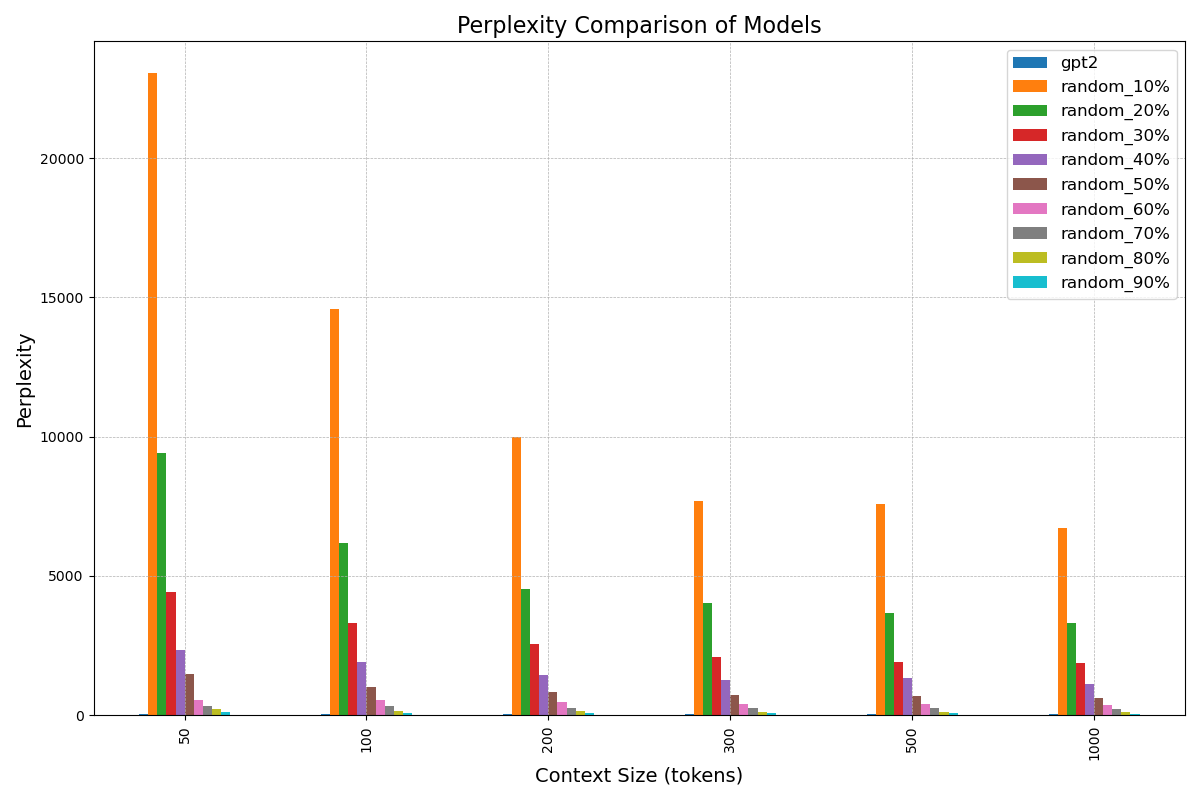 Perplexity Comparison of Models
gpt2
random_10%
random_20%
random_30%
random_40%
random_50%
random_60%
random_70%
random_80%
random_90%
Perplexity
20000
15000
10000
5000
0
50
100
200
300
500
1000
Context Size (tokens)